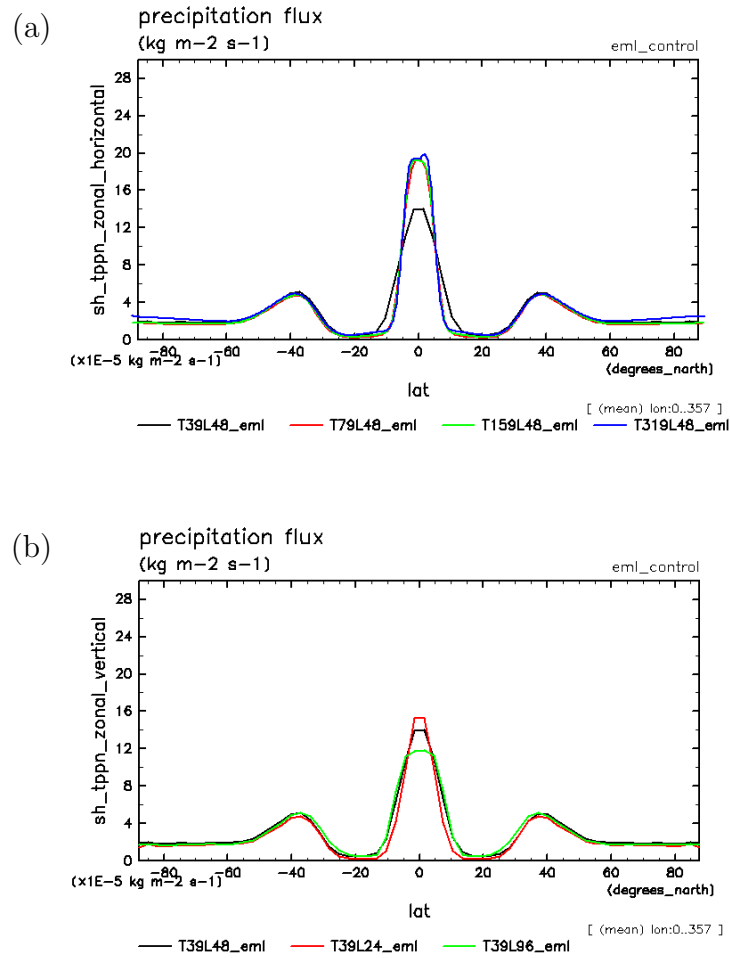 (a)
precipitation flux
(kg m-2 s-1)
eml_control
sh_tppn_zonal_horizontal
28
24
20
16
12
8
4
0
-80 -60 -40 -20 0 20 40 60 80
(×1E-5 kg m-2 s-1)
(degrees_north)
lat
[ (mean) lon:0..357 ]
T39L48_eml T79L48_eml T159L48_eml T319L48_eml
(b)
precipitation flux
(kg m-2 s-1)
eml_control
sh_tppn_zonal_vertical
28
24
20
16
12
8
4
0
-80 -60 -40 -20 0 20 40 60 80
(×1E-5 kg m-2 s-1)
(degrees_north)
lat
[ (mean) lon:0..357 ]
T39L48_eml T39L24_eml T39L96_eml